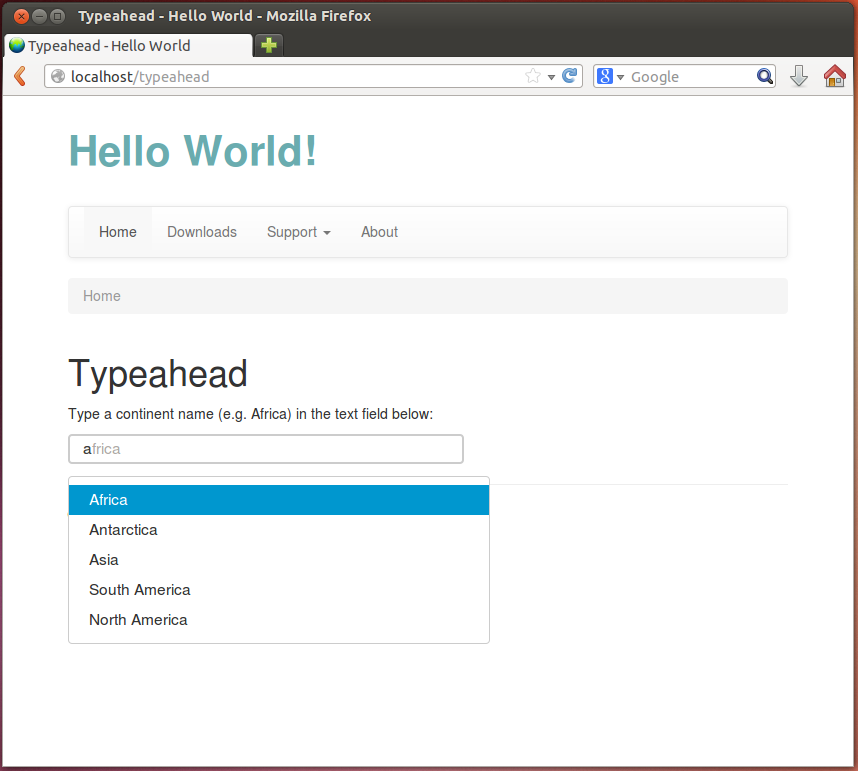 Typeahead - Hello World - Mozilla Firefox
Typeahead - Hello World
localhost/typeahead
8 Google
Hello World!
Home Downloads Support About
Home
Typeahead
Type a continent name (e.g. Africa) in the text field below:
africa
Africa
Antarctica
Asia
South America
North America